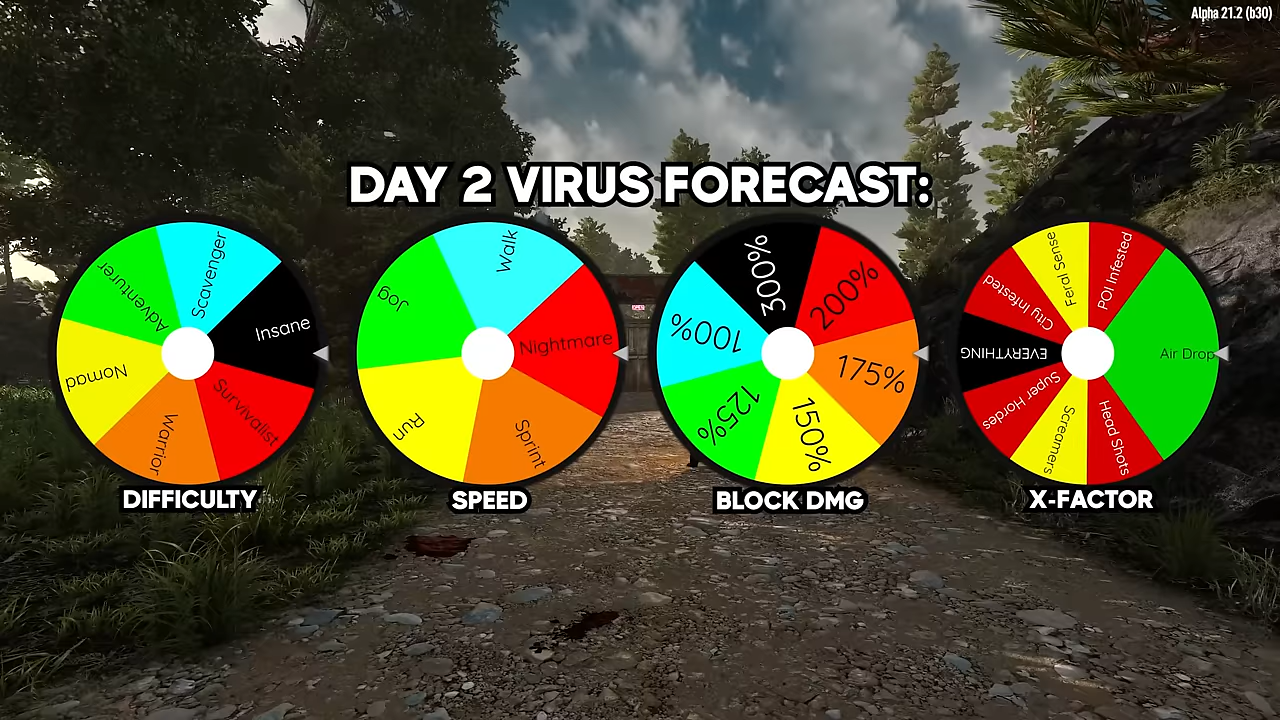 Alpha 21.2 (b30)
DAY 2 VIRUS FORECAST:
Scavenger
Insane
Survivalist
Warrior
Nomad
Adventurer
DIFFICULTY
Walk
Nightmare
Sprint
Run
Jog
SPEED
300%
200%
175%
150%
125%
100%
BLOCK DMG
POI Infested
Air Drop
Head Shots
Screamers
Super Hordes
EVERYTHING
City Infested
Feral Sense
X-FACTOR